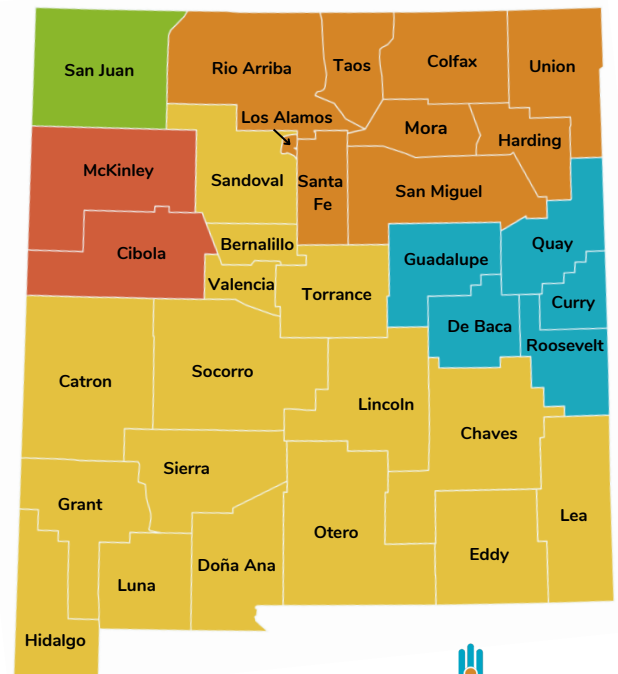 San Juan
Rio Arriba
Taos
Colfax
Union
Los Alamos
Mora
Harding
McKinley
Sandoval
Santa
Fe
San Miguel
Cibola
Bernalillo
Guadalupe
Quay
Valencia
Torrance
Curry
De Baca
Roosevelt
Catron
Socorro
Lincoln
Chaves
Sierra
Grant
Otero
Lea
Doña Ana
Eddy
Luna
Hidalgo